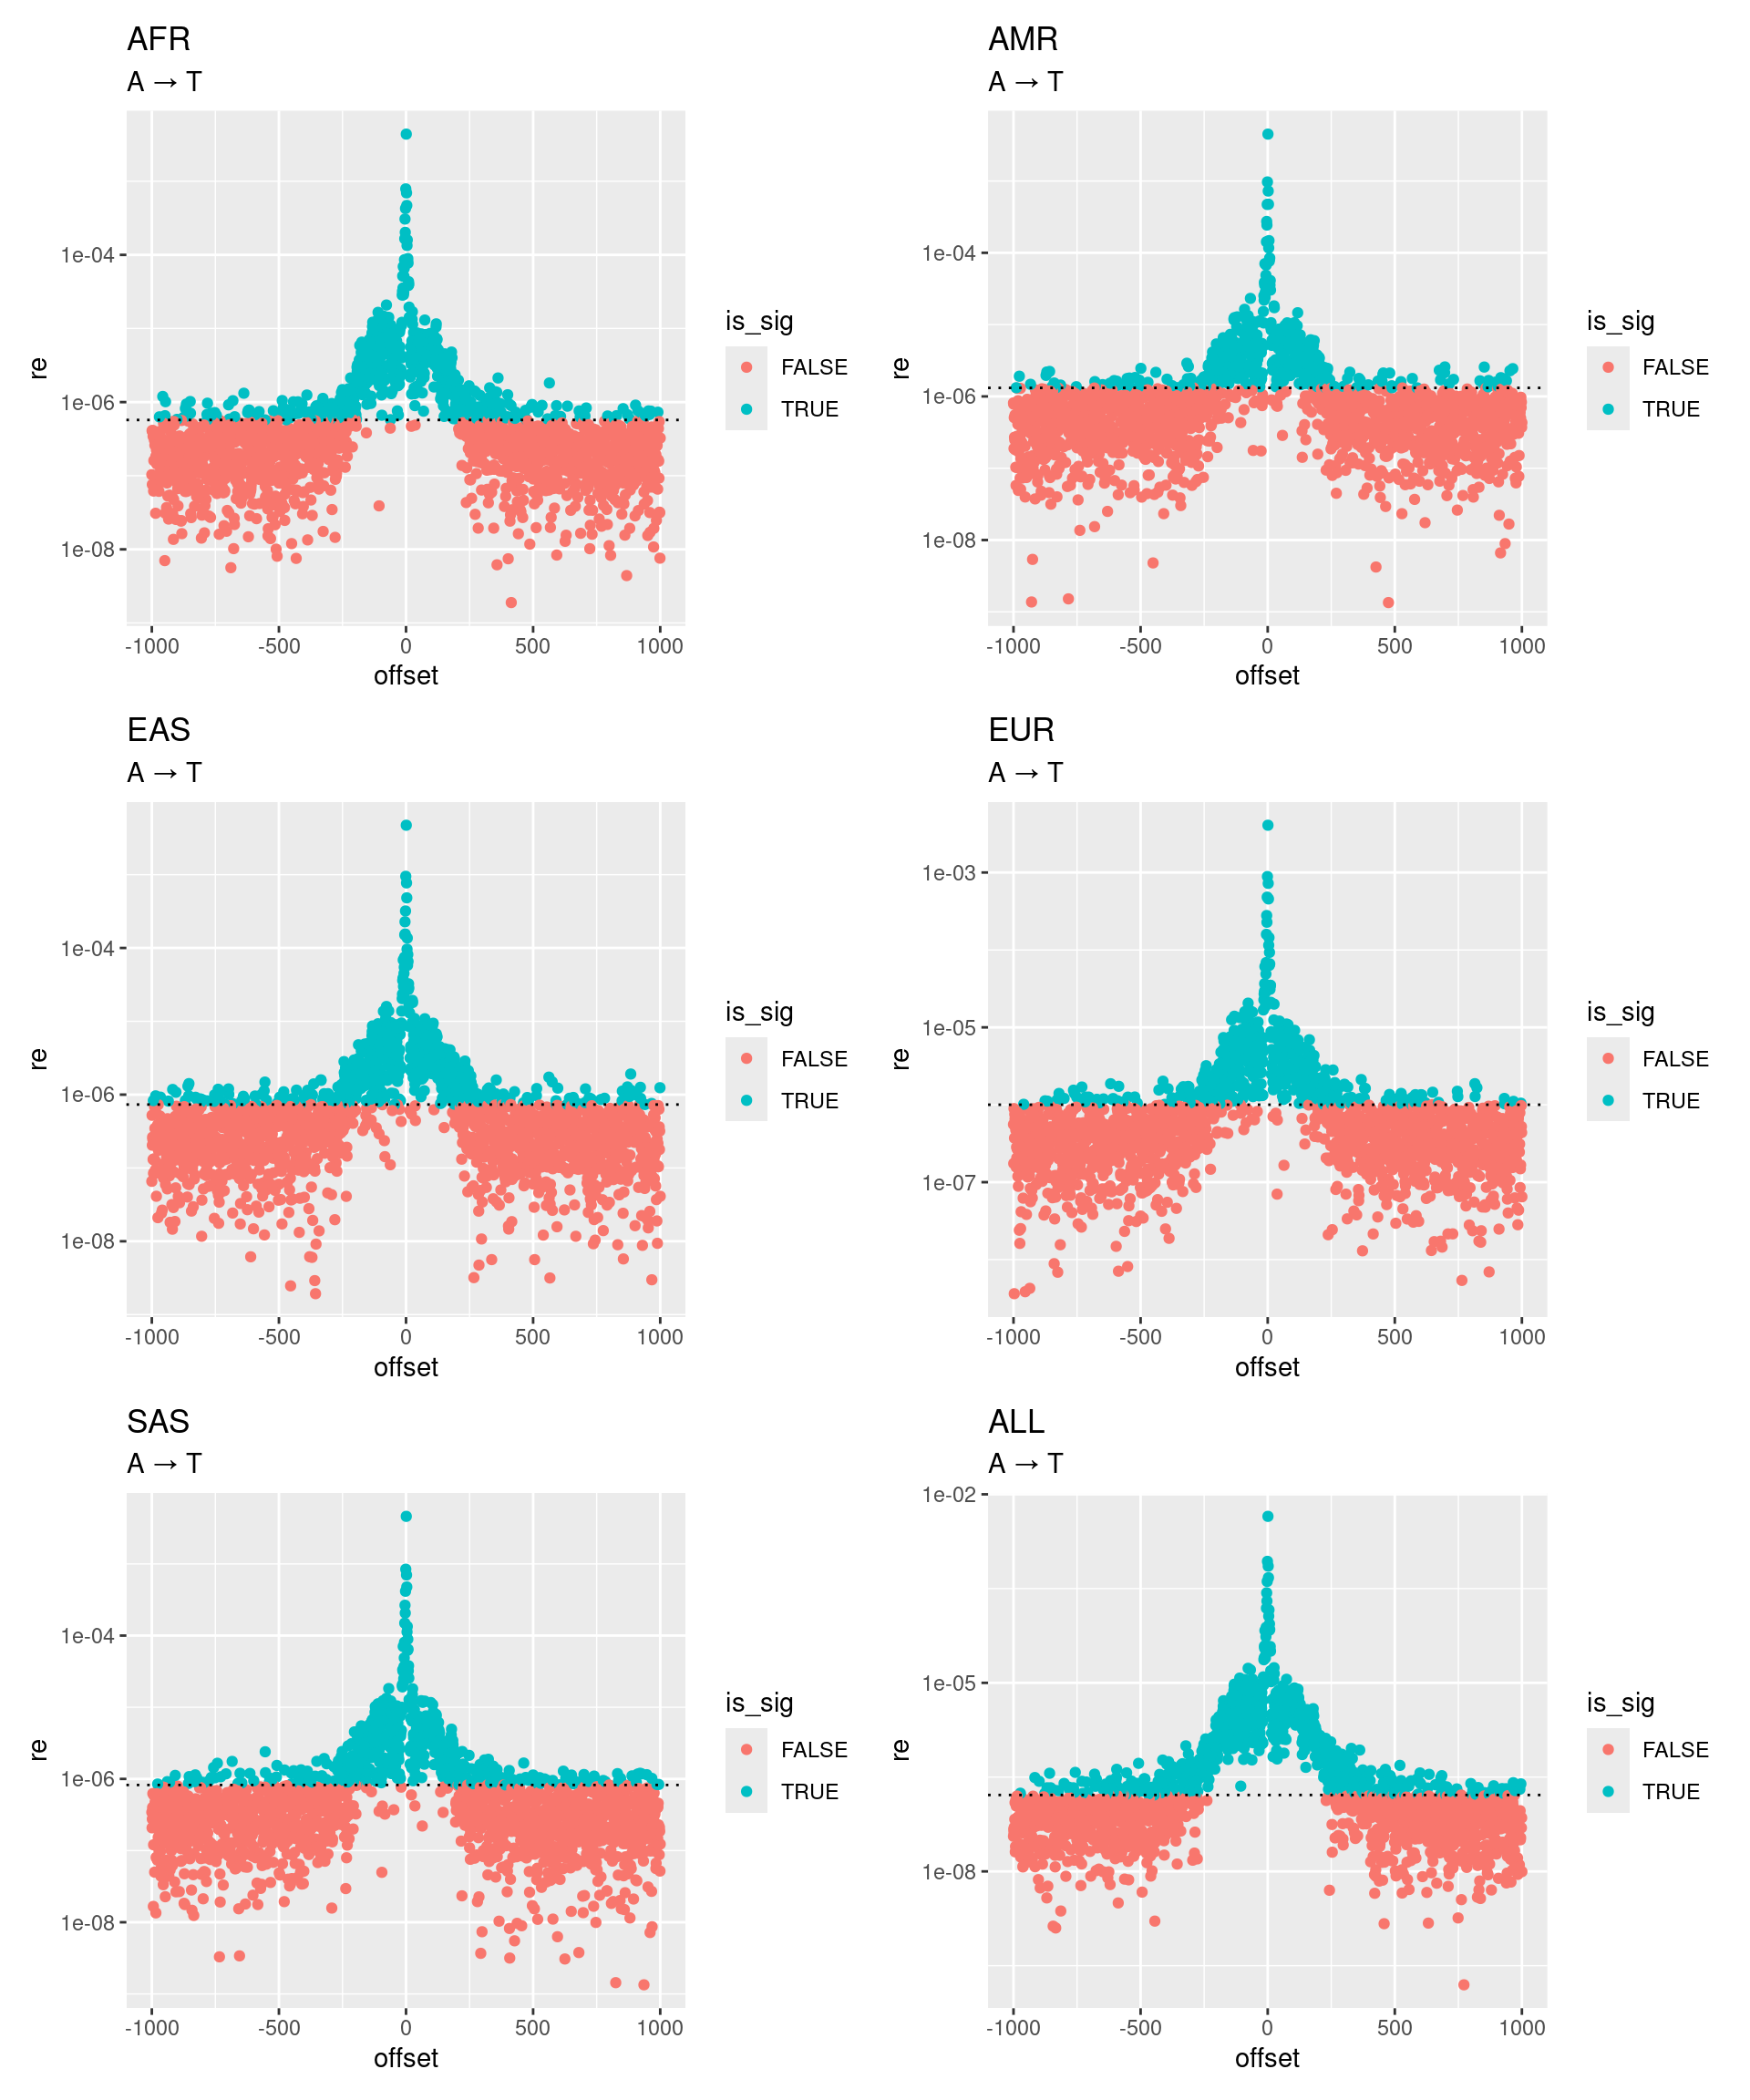 AFR
A → T
re
1e-04
1e-06
1e-08
-1000 -500 0 500 1000
offset
is_sig
FALSE
TRUE
AMR
A → T
re
1e-04
1e-06
1e-08
-1000 -500 0 500 1000
offset
is_sig
FALSE
TRUE
EAS
A → T
re
1e-04
1e-06
1e-08
-1000 -500 0 500 1000
offset
is_sig
FALSE
TRUE
EUR
A → T
re
1e-03
1e-05
1e-07
-1000 -500 0 500 1000
offset
is_sig
FALSE
TRUE
SAS
A → T
re
1e-04
1e-06
1e-08
-1000 -500 0 500 1000
offset
is_sig
FALSE
TRUE
ALL
A → T
re
1e-02
1e-05
1e-08
-1000 -500 0 500 1000
offset
is_sig
FALSE
TRUE